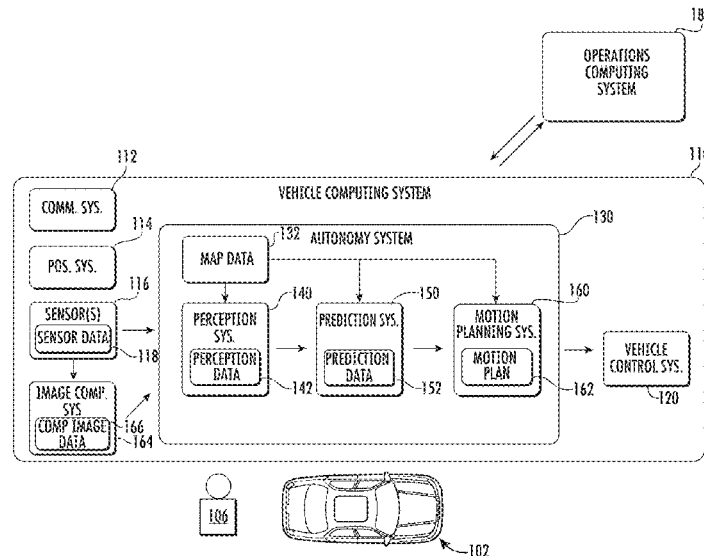 18
OPERATIONS
COMPUTING
SYSTEM
112
VEHICLE COMPUTING SYSTEM
COMM. SYS.
114
POS. SYS.
132
AUTONOMY SYSTEM
130
MAP DATA
116
SENSOR(S)
SENSOR DATA
118
140
PERCEPTION
SYS.
PERCEPTION
DATA
142
150
PREDICTION SYS.
PREDICTION
DATA
152
160
MOTION
PLANNING SYS.
MOTION
PLAN
162
VEHICLE
CONTROL SYS.
120
IMAGE COMP.
SYS
166
COMP IMAGE
DATA
164
106
102